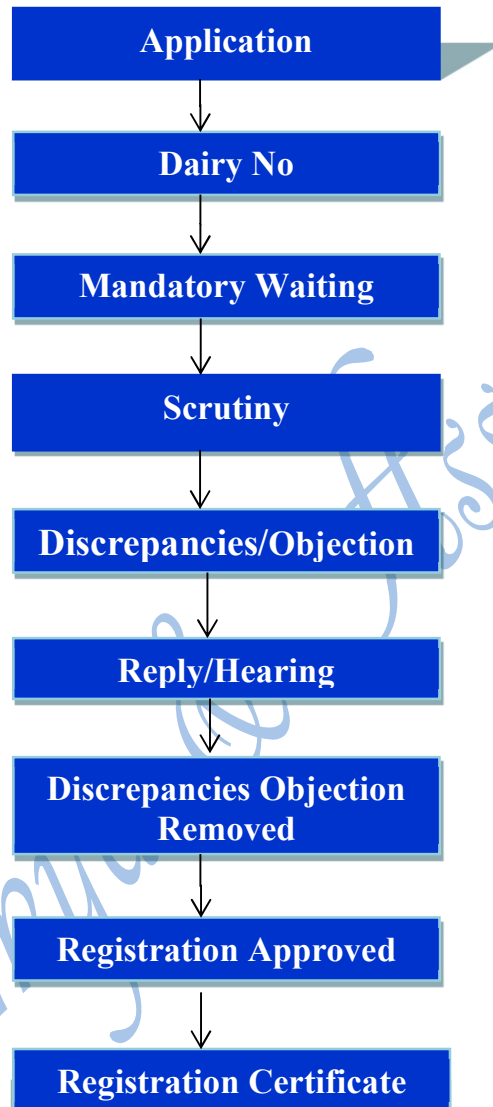 Application
Dairy No
Mandatory Waiting
Scrutiny
Discrepancies/Objection
Reply/Hearing
Discrepancies Objection
Removed
Registration Approved
Registration Certificate